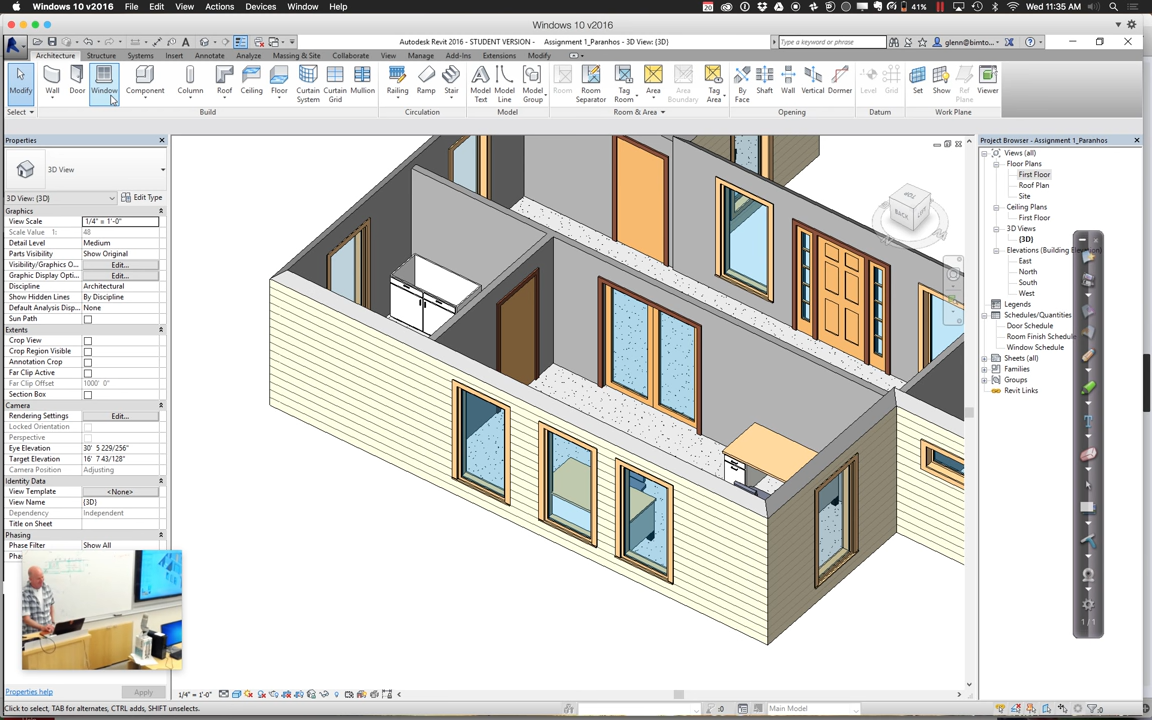 Windows 10 v2016 File Edit View Actions Devices Window Help 41% Wed 11:35 AM
Windows 10 v2016
Autodesk Revit 2016 - STUDENT VERSION - Assignment 1_Paranhos - 3D View: {3D} Type a keyword or phrase glenn@bimto...
Architecture Structure Systems Insert Annotate Analyze Massing & Site Collaborate View Manage Add-Ins Extensions Modify
Modify Wall Door Window Component Column Roof Ceiling Floor Curtain System Curtain Grid Mullion Railing Ramp Stair Model Text Model Line Model Group Room Room Separator Tag Room Area Area Boundary Tag Area By Face Shaft Wall Vertical Dormer Level Grid Set Show Ref Plane Viewer
Select Build Circulation Model Room & Area Opening Datum Work Plane
Properties
3D View
3D View: {3D} Edit Type
Graphics
View Scale 1/4" = 1'-0"
Scale Value 1: 48
Detail Level Medium
Parts Visibility Show Original
Visibility/Graphics O... Edit...
Graphic Display Opti... Edit...
Discipline Architectural
Show Hidden Lines By Discipline
Default Analysis Disp... None
Sun Path
Extents
Crop View
Crop Region Visible
Annotation Crop
Far Clip Active
Far Clip Offset 1000' 0"
Section Box
Camera
Rendering Settings Edit...
Locked Orientation
Perspective
Eye Elevation 30' 5 229/256"
Target Elevation 16' 7 43/128"
Camera Position Adjusting
Identity Data
View Template <None>
View Name {3D}
Dependency Independent
Title on Sheet
Phasing
Phase Filter Show All
Phas
Properties help Apply
BACK LEFT
Project Browser - Assignment 1_Paranhos
Views (all)
Floor Plans
First Floor
Roof Plan
Site
Ceiling Plans
First Floor
3D Views
{3D}
Elevations (Building Elevation)
East
North
South
West
Legends
Schedules/Quantities
Door Schedule
Room Finish Schedule
Window Schedule
Sheets (all)
Families
Groups
Revit Links
1 / 1
1/4" = 1'-0"
Click to select, TAB for alternates, CTRL adds, SHIFT unselects. :0 Main Model :0